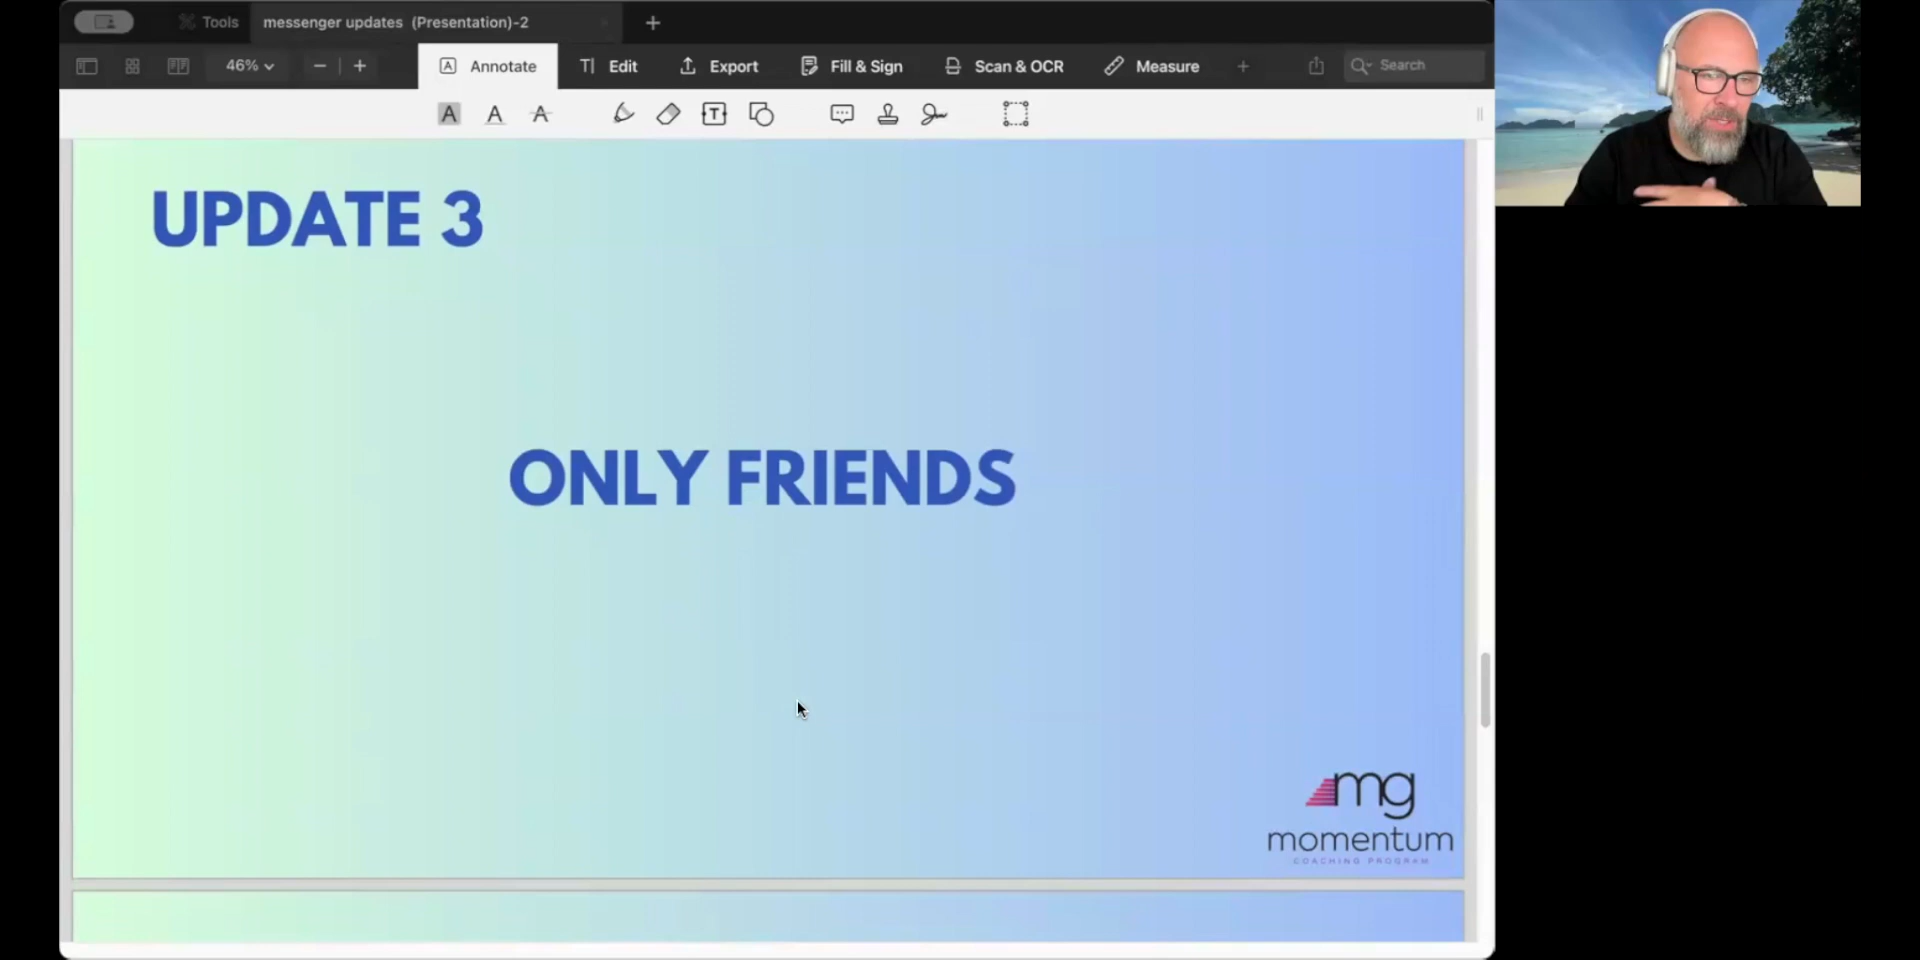 Tools
messenger updates (Presentation)-2
46%
Annotate
Edit
Export
Fill & Sign
Scan & OCR
Measure
Search
UPDATE 3
ONLY FRIENDS
mg
momentum
COACHING PROGRAM